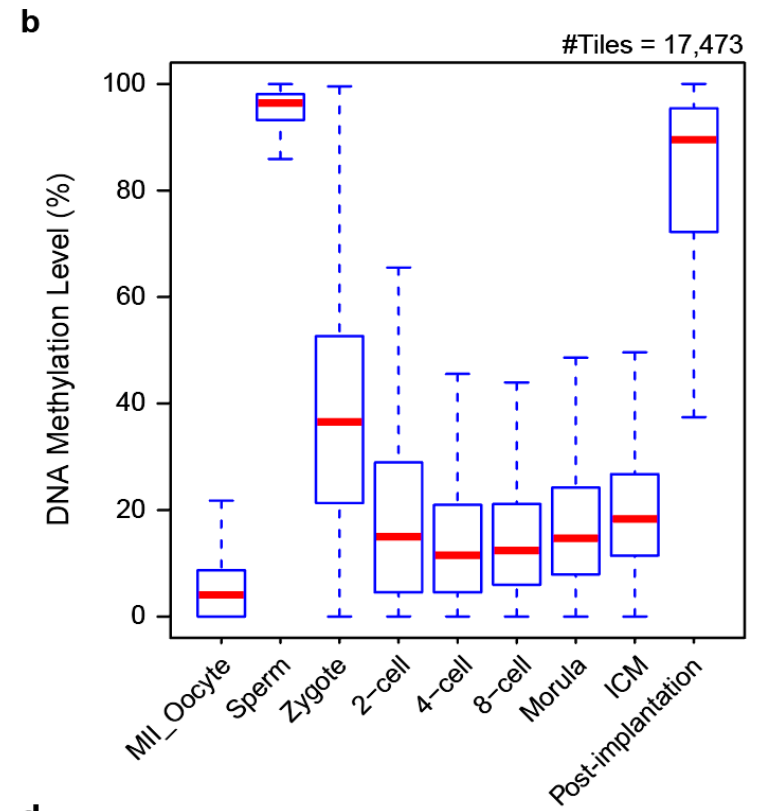 b
#Tiles = 17,473
DNA Methylation Level (%)
100
80
60
40
20
0
MII_Oocyte
Sperm
Zygote
2−cell
4−cell
8−cell
Morula
ICM
Post-implantation